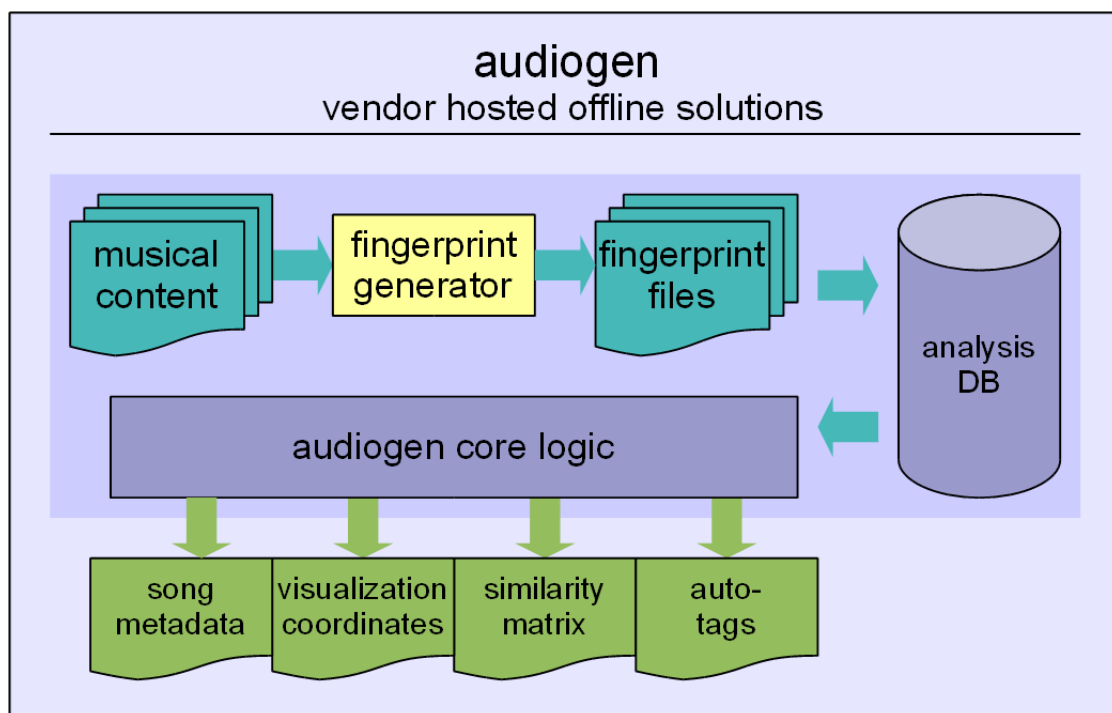 audiogen
vendor hosted offline solutions
musical
content
fingerprint
generator
fingerprint
files
analysis
DB
audiogen core logic
song
metadata
visualization
coordinates
similarity
matrix
auto-
tags